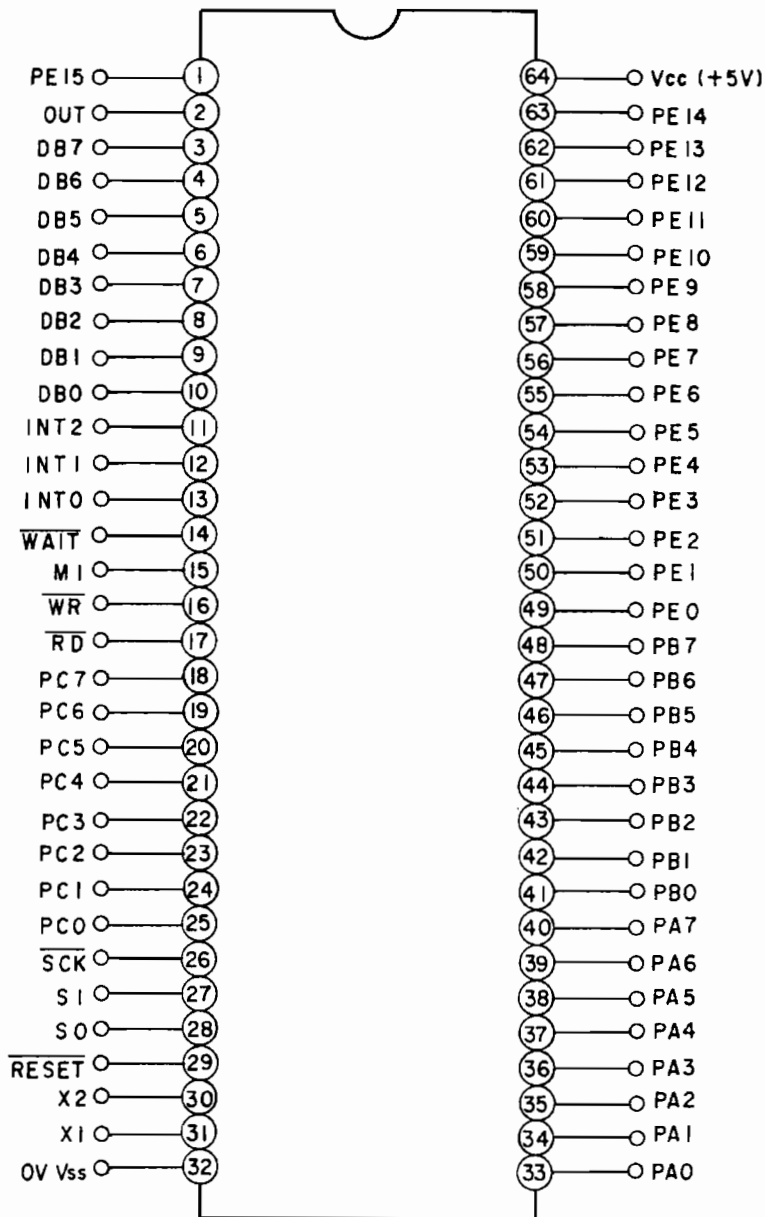 PE15 1 64 Vcc (+5V)
OUT 2 63 PE14
DB7 3 62 PE13
DB6 4 61 PE12
DB5 5 60 PE11
DB4 6 59 PE10
DB3 7 58 PE9
DB2 8 57 PE8
DB1 9 56 PE7
DB0 10 55 PE6
INT2 11 54 PE5
INT1 12 53 PE4
INT0 13 52 PE3
WAIT 14 51 PE2
M1 15 50 PE1
WR 16 49 PE0
RD 17 48 PB7
PC7 18 47 PB6
PC6 19 46 PB5
PC5 20 45 PB4
PC4 21 44 PB3
PC3 22 43 PB2
PC2 23 42 PB1
PC1 24 41 PB0
PC0 25 40 PA7
SCK 26 39 PA6
SI 27 38 PA5
SO 28 37 PA4
RESET 29 36 PA3
X2 30 35 PA2
X1 31 34 PA1
0V Vss 32 33 PA0